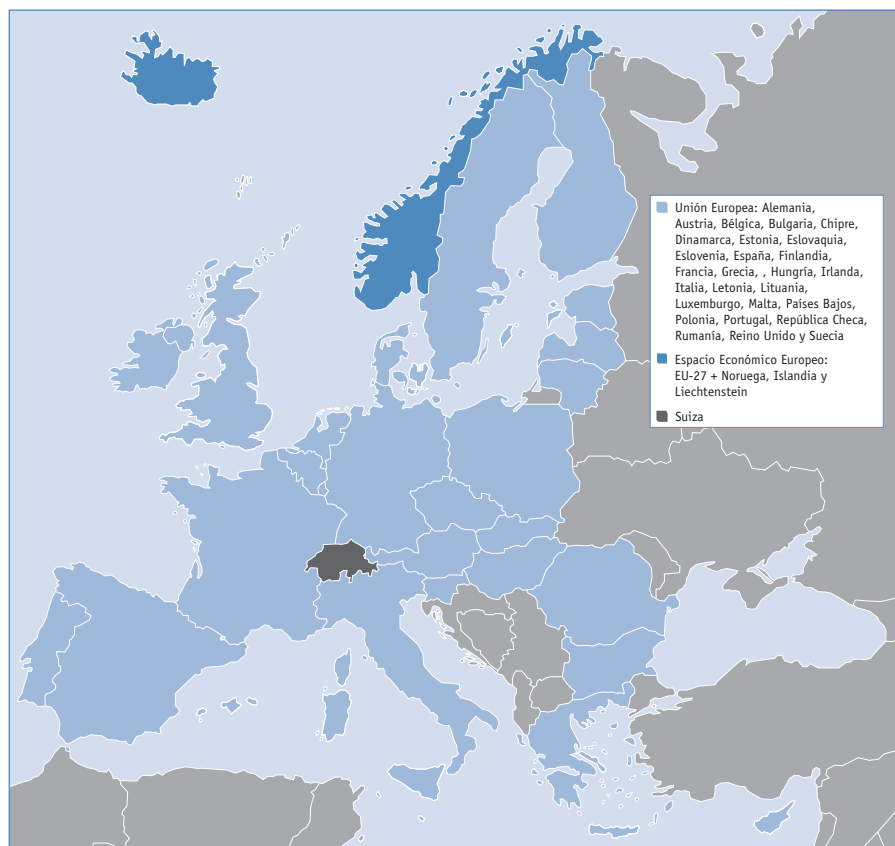 Unión Europea: Alemania,
Austria, Bélgica, Bulgaria, Chipre,
Dinamarca, Estonia, Eslovaquia,
Eslovenia, España, Finlandia,
Francia, Grecia, , Hungría, Irlanda,
Italia, Letonia, Lituania,
Luxemburgo, Malta, Países Bajos,
Polonia, Portugal, República Checa,
Rumanía, Reino Unido y Suecia
Espacio Económico Europeo:
EU-27 + Noruega, Islandia y
Liechtenstein
Suiza